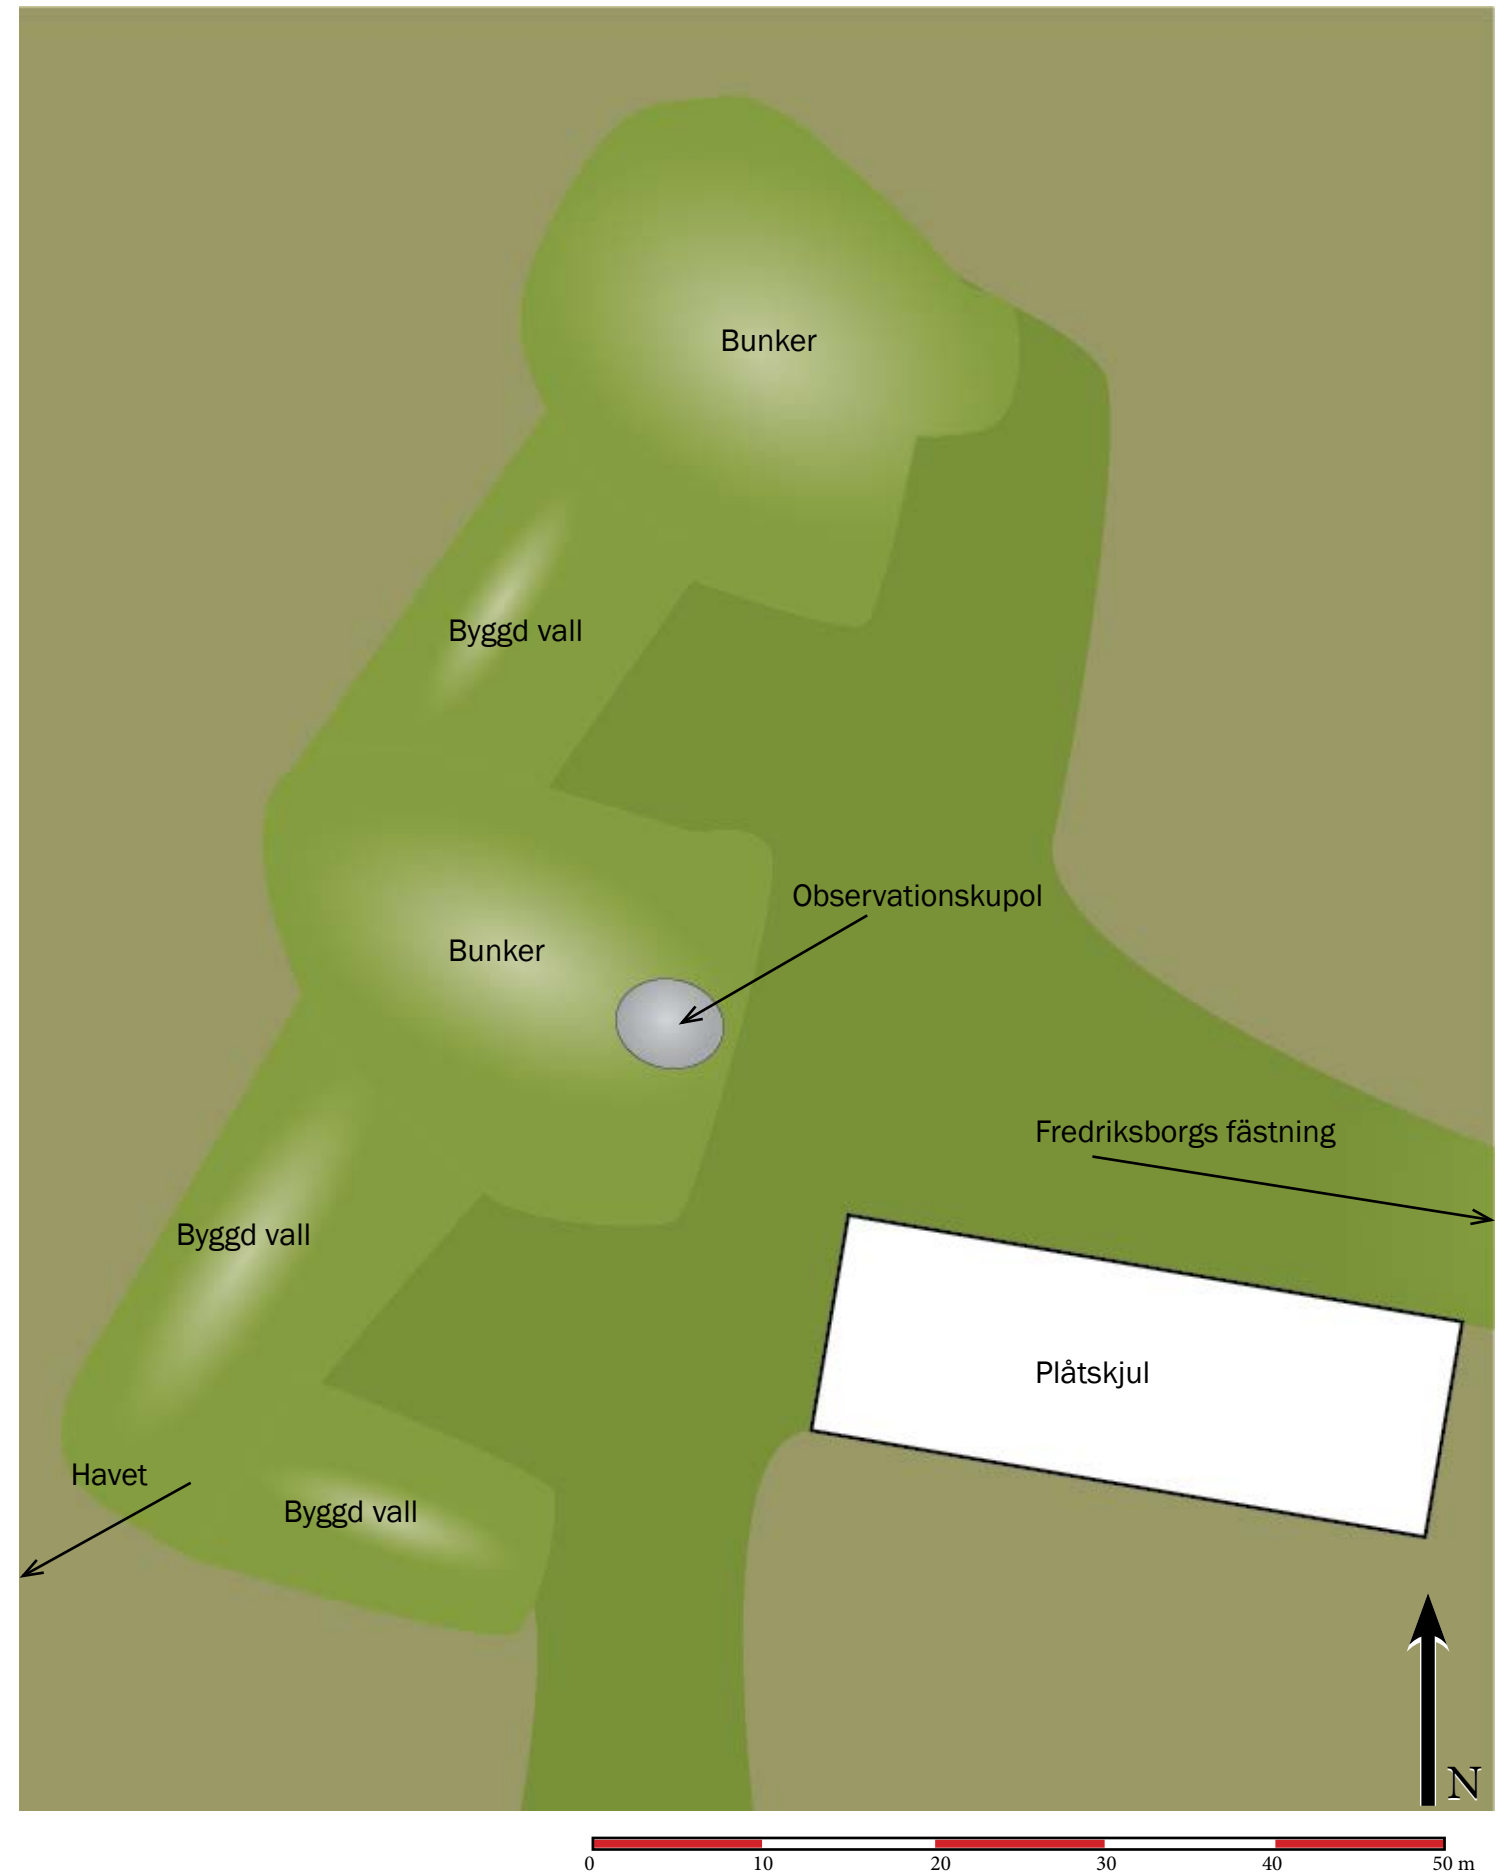 Bunker
Byggd vall
Observationskupol
Bunker
Fredriksborgs fästning
Byggd vall
Plåtskjul
Havet
Byggd vall
N
0 10 20 30 40 50 m